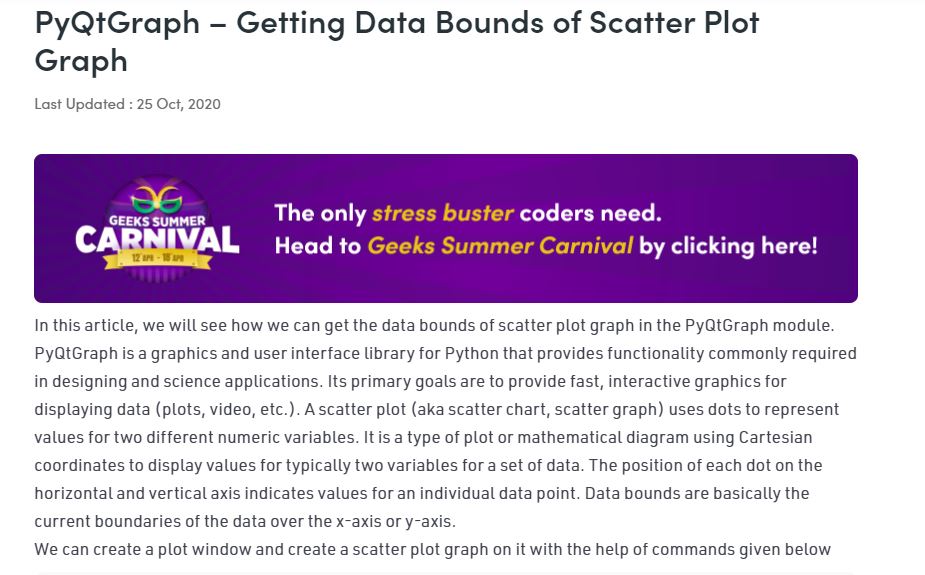 PyQtGraph – Getting Data Bounds of Scatter Plot
Graph
Last Updated : 25 Oct, 2020
GEEKS SUMMER
CARNIVAL
12 APR - 18 APR
The only stress buster coders need.
Head to Geeks Summer Carnival by clicking here!
In this article, we will see how we can get the data bounds of scatter plot graph in the PyQtGraph module.
PyQtGraph is a graphics and user interface library for Python that provides functionality commonly required
in designing and science applications. Its primary goals are to provide fast, interactive graphics for
displaying data (plots, video, etc.). A scatter plot (aka scatter chart, scatter graph) uses dots to represent
values for two different numeric variables. It is a type of plot or mathematical diagram using Cartesian
coordinates to display values for typically two variables for a set of data. The position of each dot on the
horizontal and vertical axis indicates values for an individual data point. Data bounds are basically the
current boundaries of the data over the x-axis or y-axis.
We can create a plot window and create a scatter plot graph on it with the help of commands given below